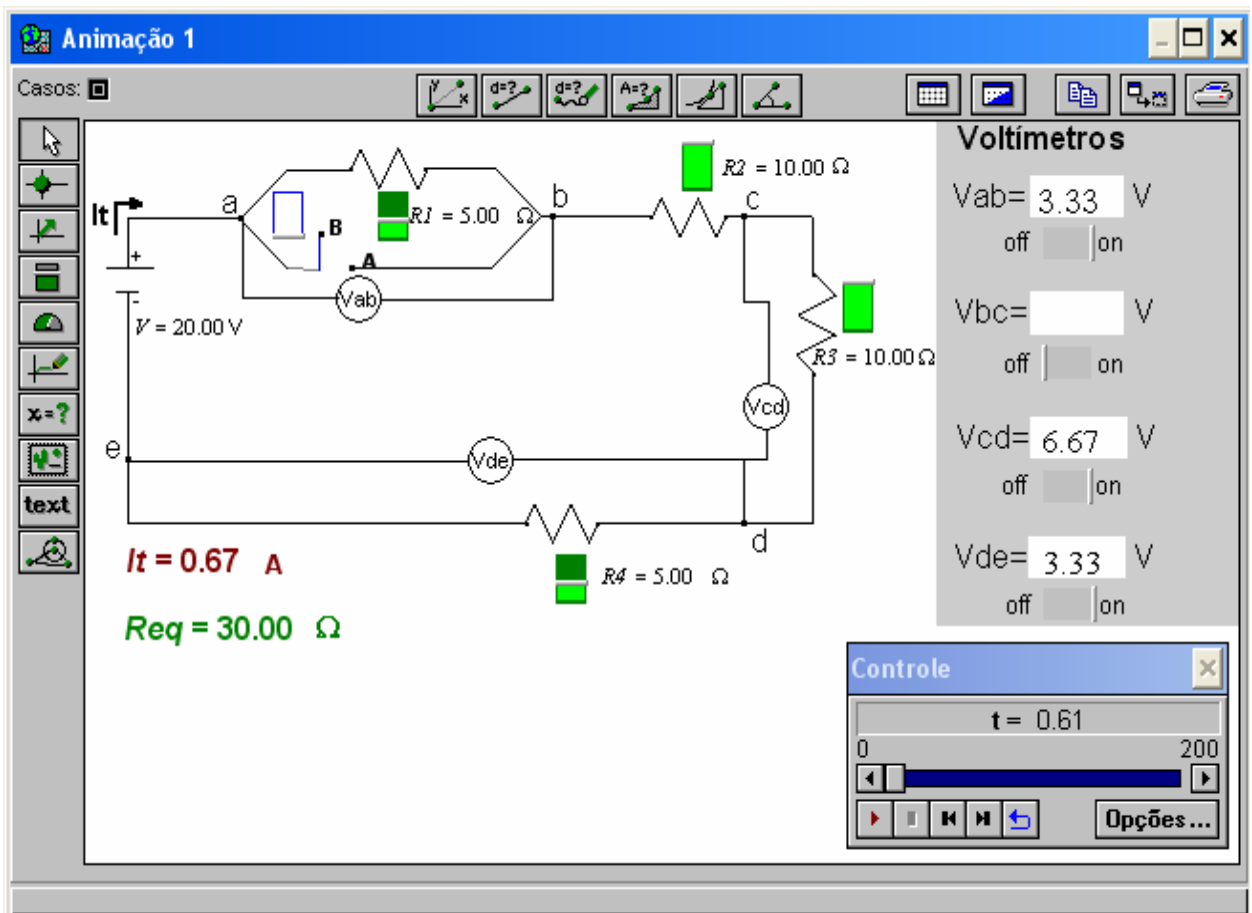 Animação 1
Casos:
y x
d=?
d=?
A=?
x=?
text
It
a
b
c
d
e
B
A
+
-
R1 = 5.00 Ω
R2 = 10.00 Ω
R3 = 10.00 Ω
R4 = 5.00 Ω
V = 20.00 V
Vab
Vcd
Vde
It = 0.67 A
Req = 30.00 Ω
Voltímetros
Vab= 3.33 V
off on
Vbc= V
off on
Vcd= 6.67 V
off on
Vde= 3.33 V
off on
Controle
t = 0.61
0 200
Opções...